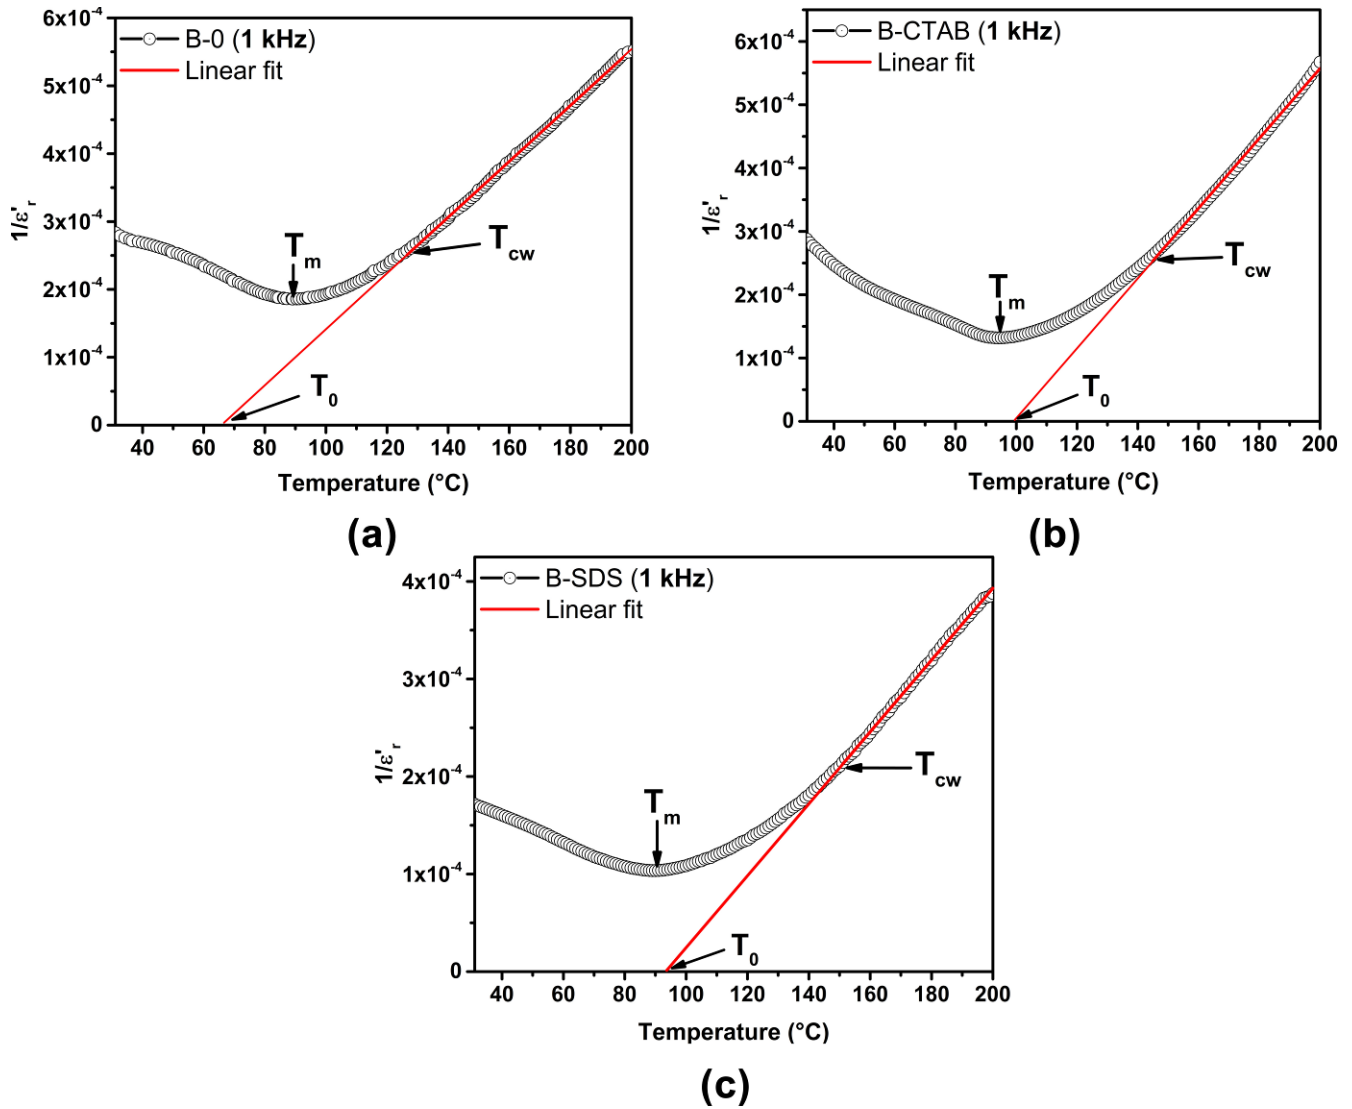 B-0 (1 kHz)
Linear fit
6x10⁻⁴
5x10⁻⁴
4x10⁻⁴
3x10⁻⁴
2x10⁻⁴
1x10⁻⁴
0
1/ε'r
Tm
Tcw
T0
40 60 80 100 120 140 160 180 200
Temperature (°C)
(a)
B-CTAB (1 kHz)
Linear fit
6x10⁻⁴
5x10⁻⁴
4x10⁻⁴
3x10⁻⁴
2x10⁻⁴
1x10⁻⁴
0
1/ε'r
Tm
Tcw
T0
40 60 80 100 120 140 160 180 200
Temperature (°C)
(b)
B-SDS (1 kHz)
Linear fit
4x10⁻⁴
3x10⁻⁴
2x10⁻⁴
1x10⁻⁴
0
1/ε'r
Tm
Tcw
T0
40 60 80 100 120 140 160 180 200
Temperature (°C)
(c)